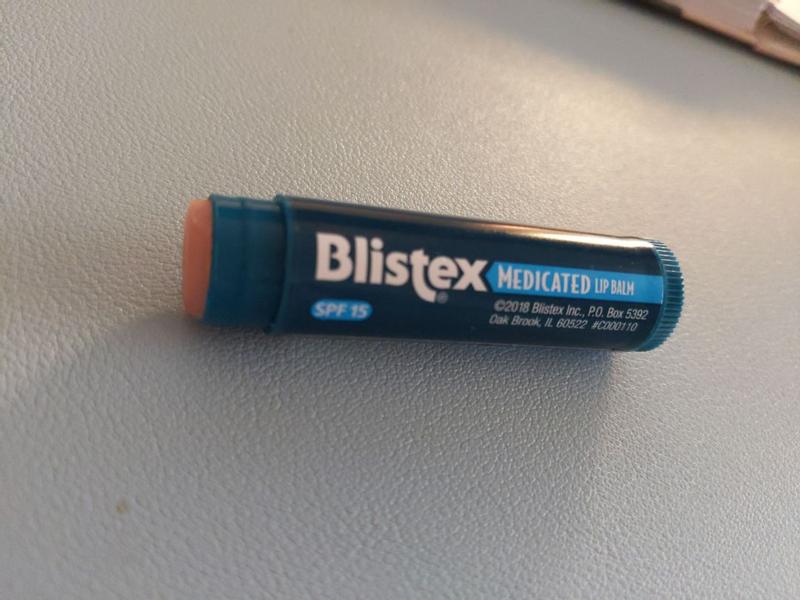 Blistex® MEDICATED LIP BALM
SPF 15
©2018 Blistex Inc., P.O. Box 5392
Oak Brook, IL 60522 #C000110